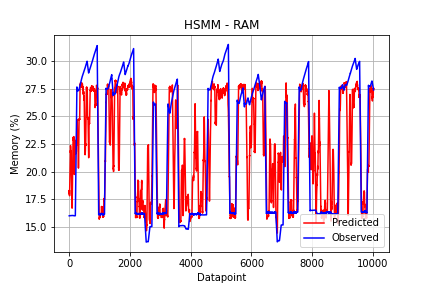 HSMM - RAM
Memory (%)
30.0
27.5
25.0
22.5
20.0
17.5
15.0
0 2000 4000 6000 8000 10000
Datapoint
Predicted
Observed